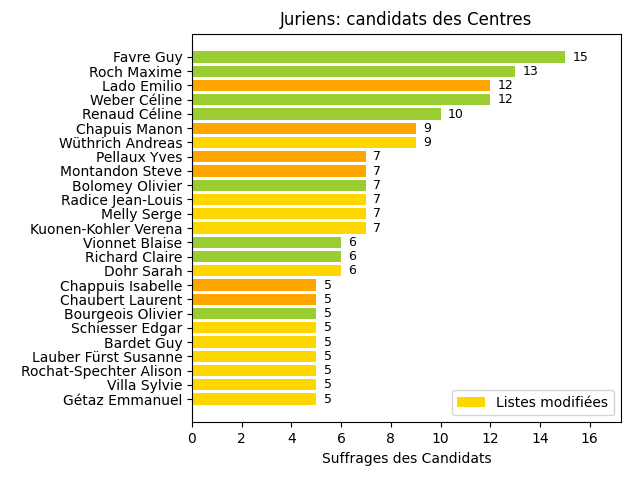 Juriens: candidats des Centres
Favre Guy 15
Roch Maxime 13
Lado Emilio 12
Weber Céline 12
Renaud Céline 10
Chapuis Manon 9
Wüthrich Andreas 9
Pellaux Yves 7
Montandon Steve 7
Bolomey Olivier 7
Radice Jean-Louis 7
Melly Serge 7
Kuonen-Kohler Verena 7
Vionnet Blaise 6
Richard Claire 6
Dohr Sarah 6
Chappuis Isabelle 5
Chaubert Laurent 5
Bourgeois Olivier 5
Schiesser Edgar 5
Bardet Guy 5
Lauber Fürst Susanne 5
Rochat-Spechter Alison 5
Villa Sylvie 5
Gétaz Emmanuel 5
Listes modifiées
0 2 4 6 8 10 12 14 16
Suffrages des Candidats